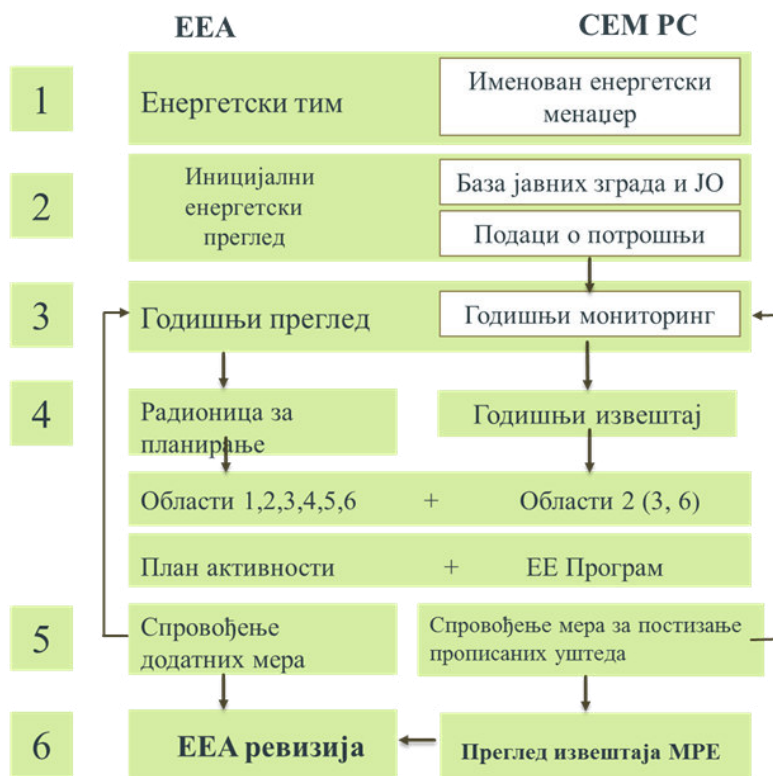 ЕЕА
СЕМ РС
1
Енергетски тим
Именован енергетски
менаџер
2
Иницијални
енергетски
преглед
База јавних зграда и ЈО
Подаци о потрошњи
3
Годишњи преглед
Годишњи мониторинг
4
Радионица за
планирање
Годишњи извештај
Области 1,2,3,4,5,6 + Области 2 (3, 6)
План активности + ЕЕ Програм
5
Спровођење
додатних мера
Спровођење мера за постизање
прописаних уштеда
6
ЕЕА ревизија
Преглед извештаја МРЕ